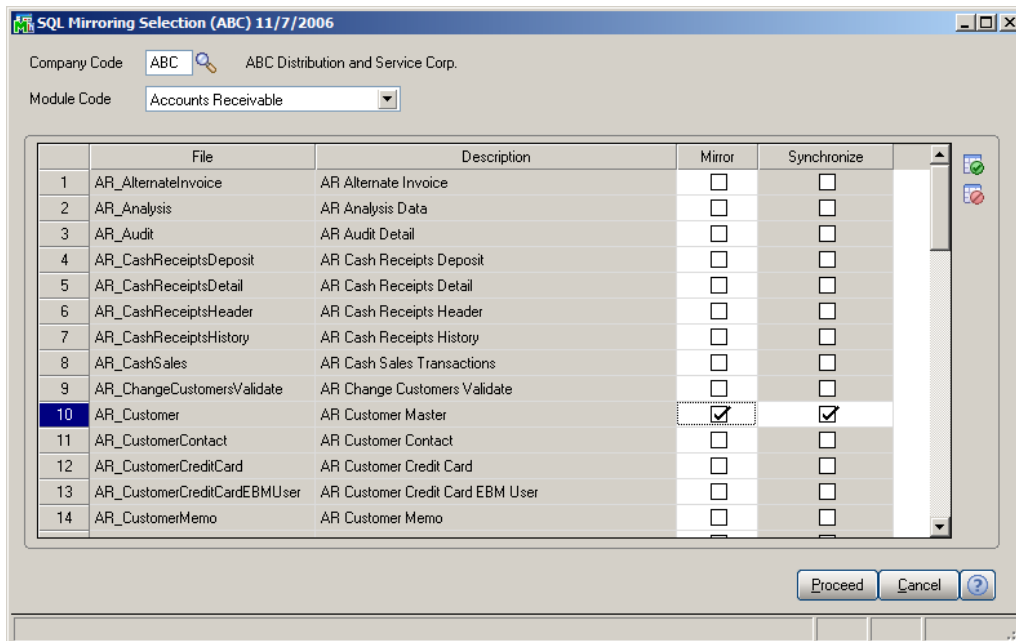 SQL Mirroring Selection (ABC) 11/7/2006
Company Code ABC ABC Distribution and Service Corp.
Module Code Accounts Receivable
File Description Mirror Synchronize
1 AR_AlternateInvoice AR Alternate Invoice
2 AR_Analysis AR Analysis Data
3 AR_Audit AR Audit Detail
4 AR_CashReceiptsDeposit AR Cash Receipts Deposit
5 AR_CashReceiptsDetail AR Cash Receipts Detail
6 AR_CashReceiptsHeader AR Cash Receipts Header
7 AR_CashReceiptsHistory AR Cash Receipts History
8 AR_CashSales AR Cash Sales Transactions
9 AR_ChangeCustomersValidate AR Change Customers Validate
10 AR_Customer AR Customer Master
11 AR_CustomerContact AR Customer Contact
12 AR_CustomerCreditCard AR Customer Credit Card
13 AR_CustomerCreditCardEBMUser AR Customer Credit Card EBM User
14 AR_CustomerMemo AR Customer Memo
Proceed Cancel ?